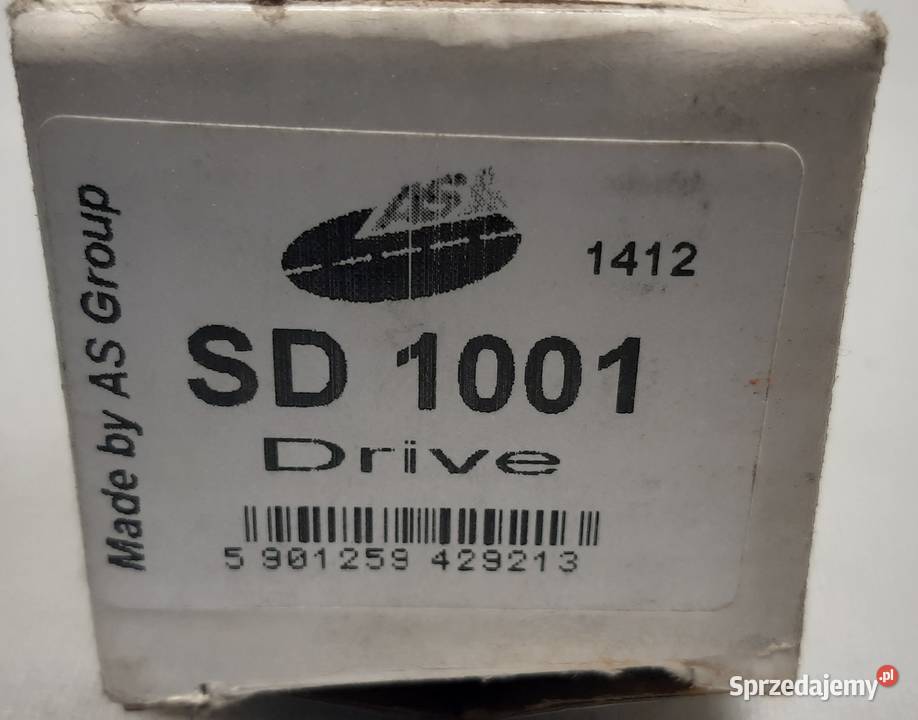 AS
1412
SD 1001
Drive
5 901259 429213
Made by AS Group
Sprzedajemy.pl